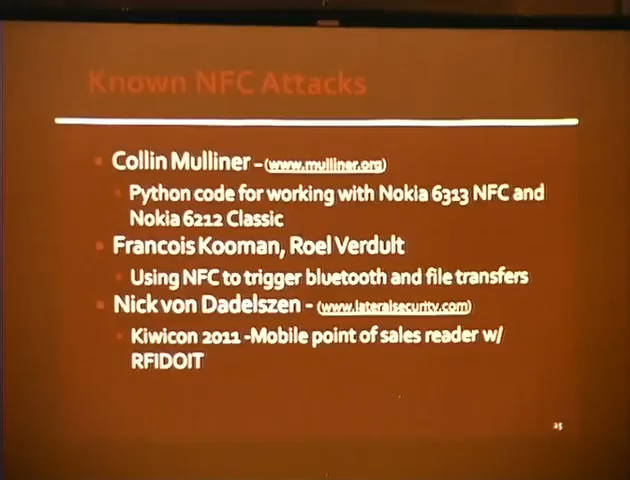 Known NFC Attacks
Collin Mulliner – (www.mulliner.org)
Python code for working with Nokia 6313 NFC and
Nokia 6212 Classic
Francois Kooman, Roel Verdult
Using NFC to trigger bluetooth and file transfers
Nick von Dadelszen – (www.lateralsecurity.com)
Kiwicon 2011 -Mobile point of sales reader w/
RFIDOIT
25